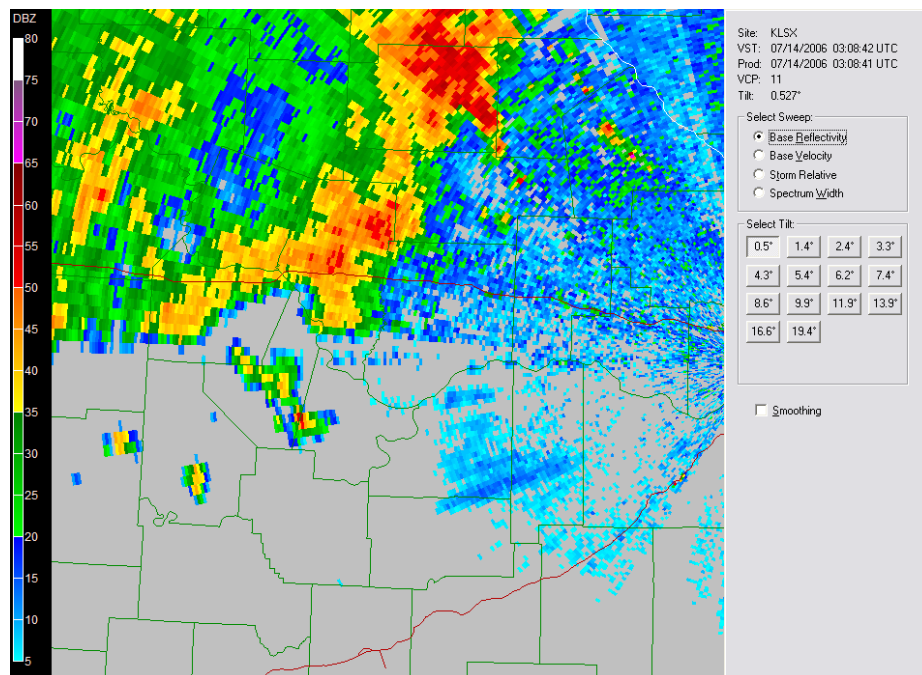 DBZ
80
75
70
65
60
55
50
45
40
35
30
25
20
15
10
5
Site: KLSX
VST: 07/14/2006 03:08:42 UTC
Prod: 07/14/2006 03:08:41 UTC
VCP: 11
Tilt: 0.527°
Select Sweep:
Base Reflectivity
Base Velocity
Storm Relative
Spectrum Width
Select Tilt:
0.5° 1.4° 2.4° 3.3°
4.3° 5.4° 6.2° 7.4°
8.6° 9.9° 11.9° 13.9°
16.6° 19.4°
Smoothing